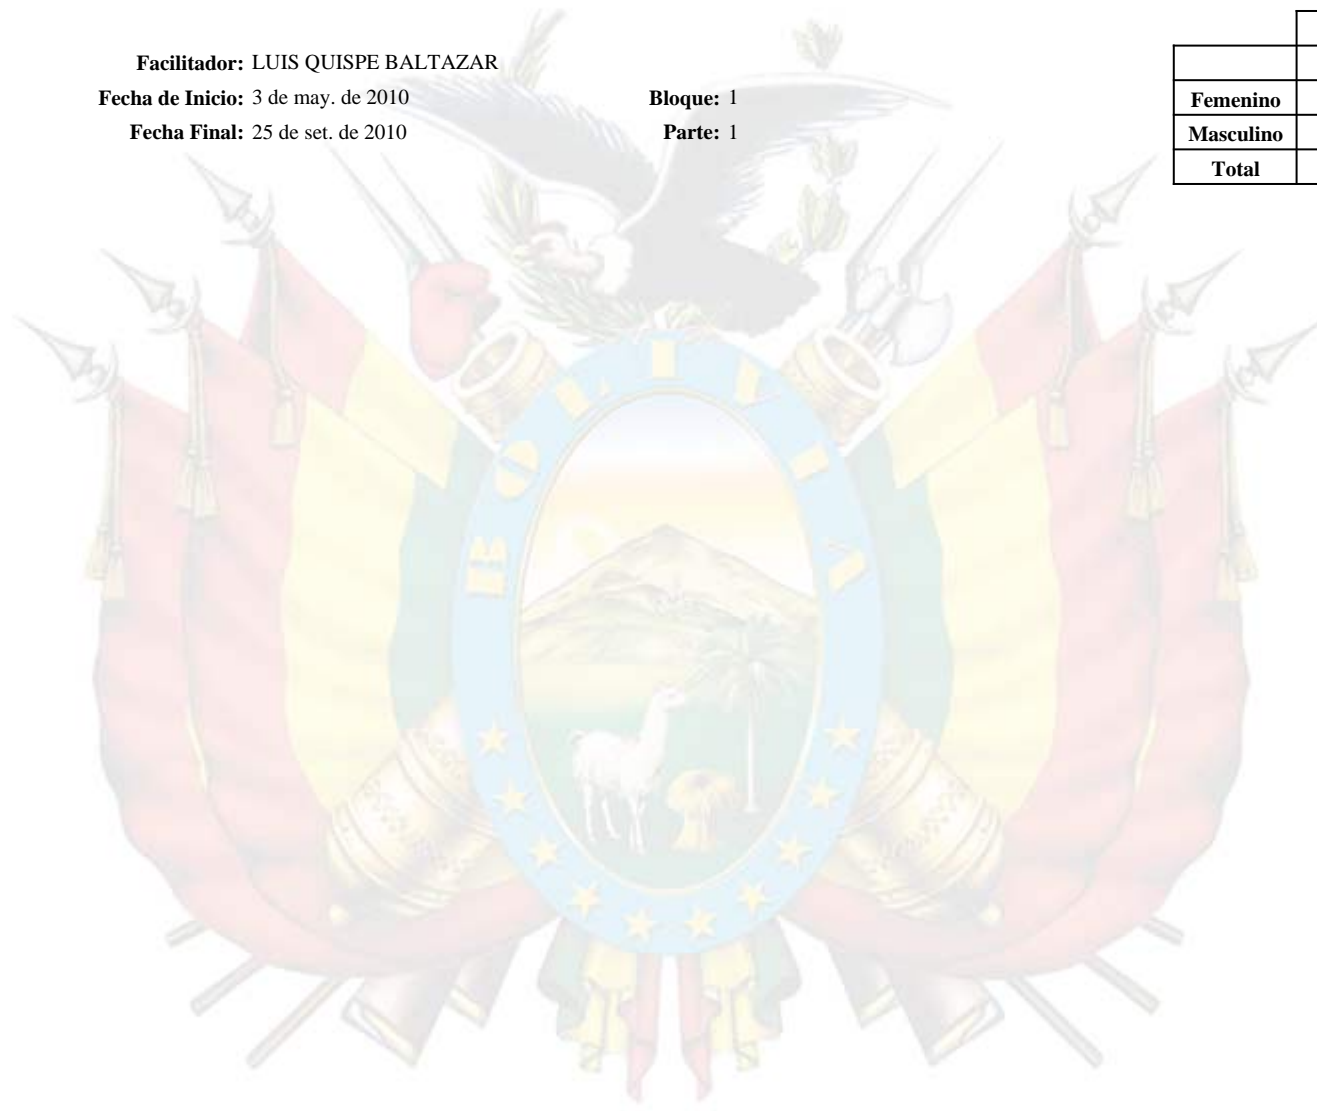 Facilitador: LUIS QUISPE BALTAZAR
Fecha de Inicio: 3 de may. de 2010 Bloque: 1
Fecha Final: 25 de set. de 2010 Parte: 1
Femenino
Masculino
Total
BOLIVIA